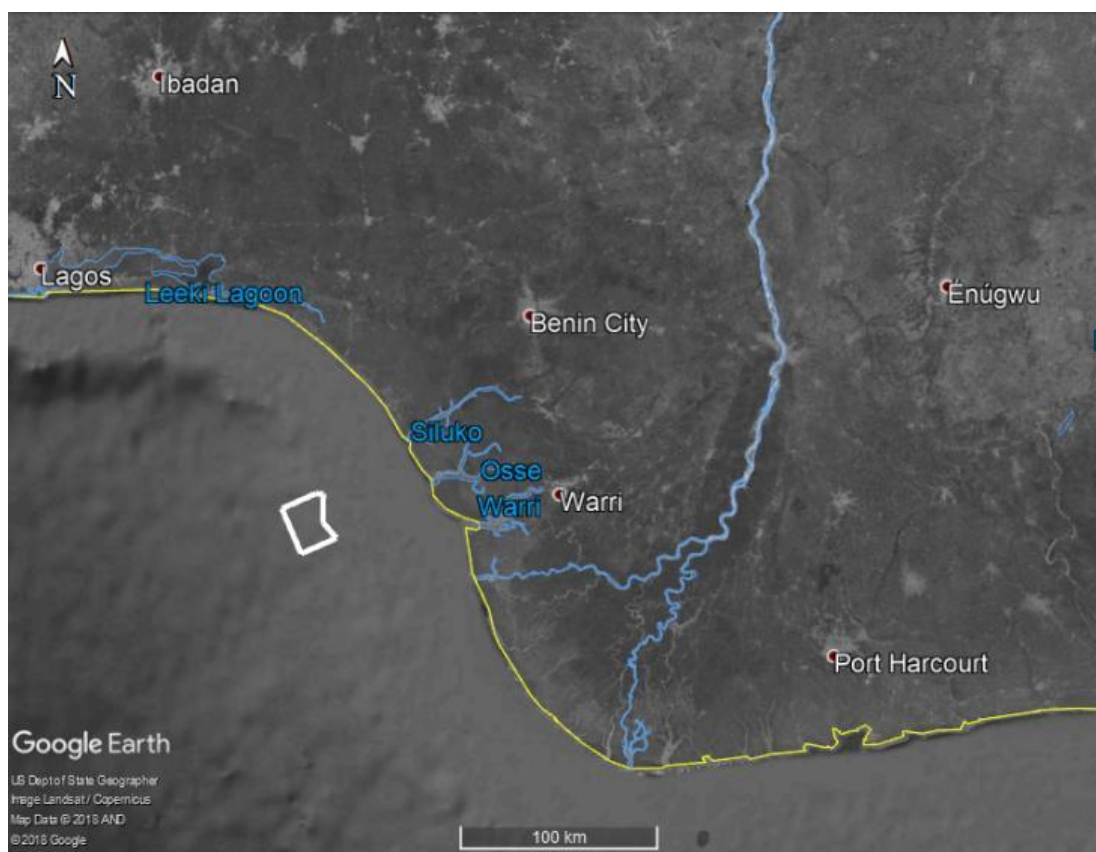 N
Ibadan
Lagos
Leeki Lagoon
Benin City
Énúgwu
Siluko
Osse
Warri
Warri
Port Harcourt
Google Earth
US Dept of State Geographer
Image Landsat / Copernicus
Map Data © 2018 AND
© 2018 Google
100 km